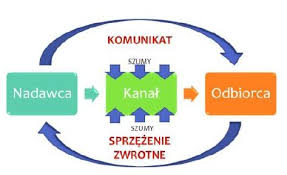 KOMUNIKAT
SZUMY
Nadawca
Kanał
Odbiorca
SZUMY
SPRZĘŻENIE
ZWROTNE